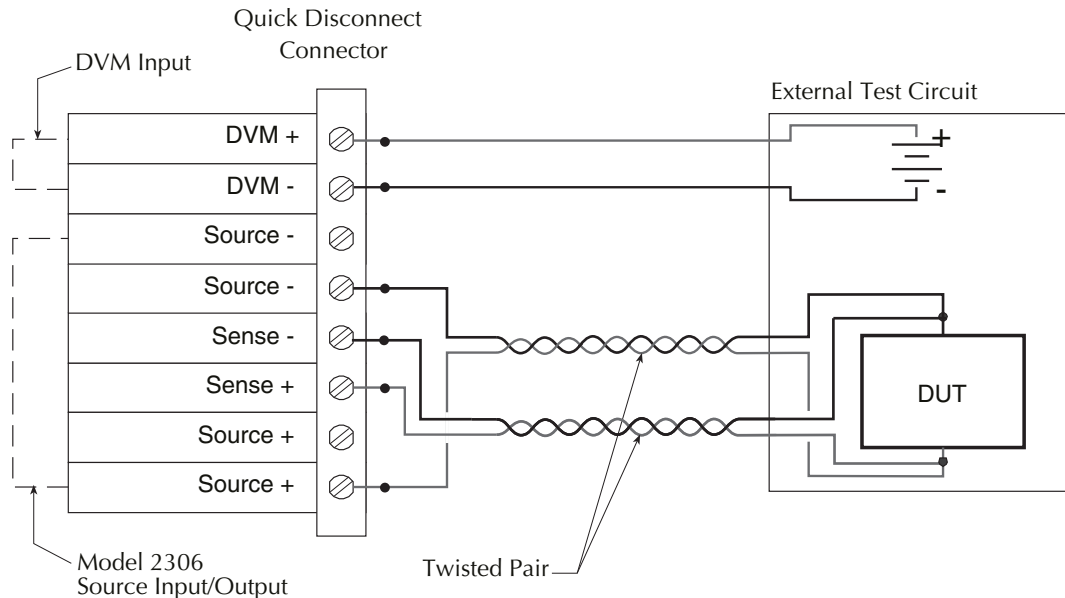 Quick Disconnect
Connector
DVM Input
External Test Circuit
DVM +
DVM -
Source -
Source -
Sense -
Sense +
Source +
Source +
+
-
DUT
Model 2306
Source Input/Output
Twisted Pair